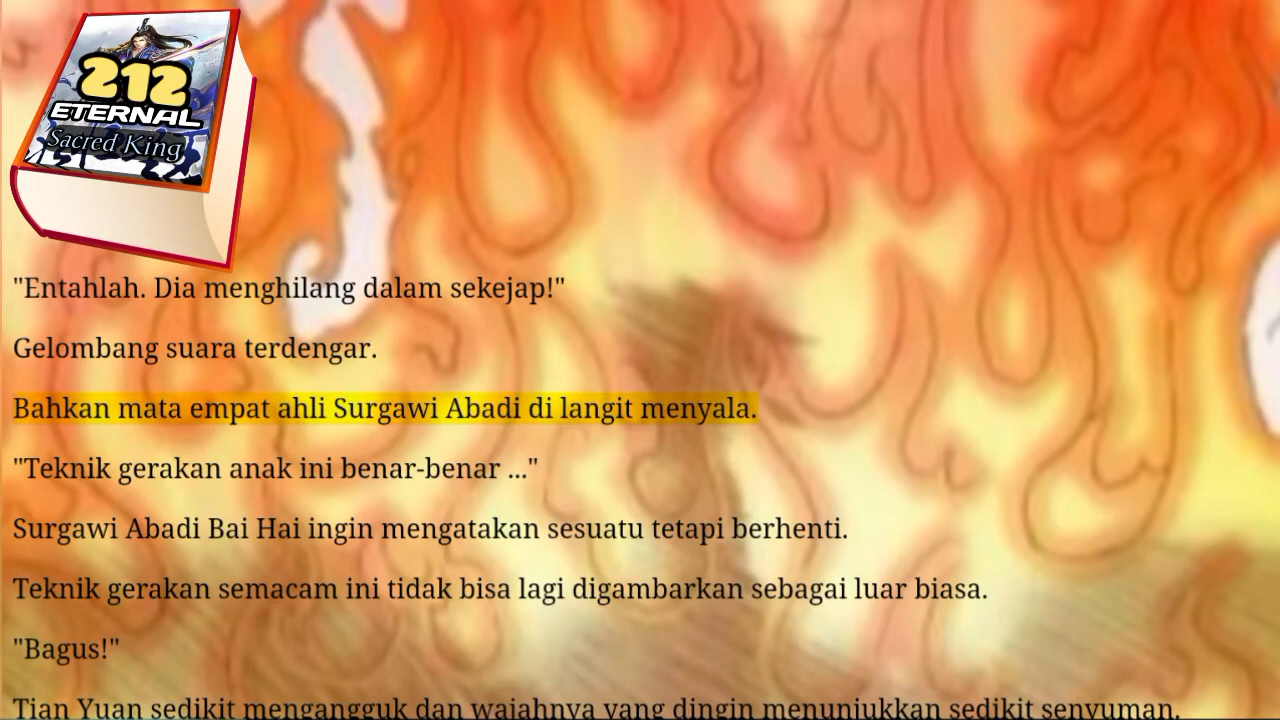 212
ETERNAL
Sacred King
"Entahlah. Dia menghilang dalam sekejap!"
Gelombang suara terdengar.
Bahkan mata empat ahli Surgawi Abadi di langit menyala.
"Teknik gerakan anak ini benar-benar ..."
Surgawi Abadi Bai Hai ingin mengatakan sesuatu tetapi berhenti.
Teknik gerakan semacam ini tidak bisa lagi digambarkan sebagai luar biasa.
"Bagus!"
Tian Yuan sedikit mengangguk dan wajahnya yang dingin menunjukkan sedikit senyuman.